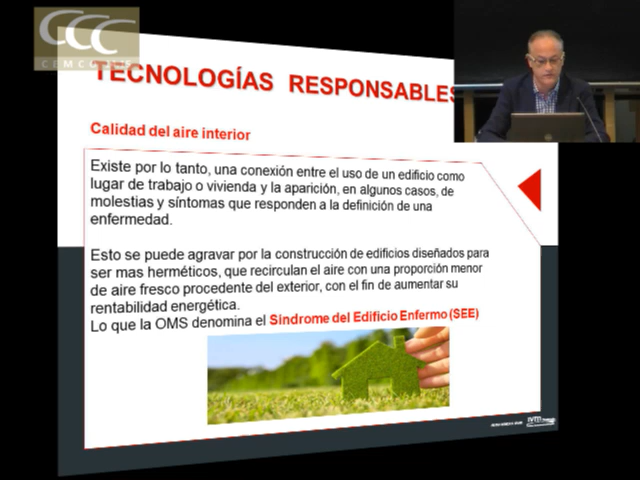 CCC
TECNOLOGÍAS RESPONSABLES
Calidad del aire interior
Existe por lo tanto, una conexión entre el uso de un edificio como
lugar de trabajo o vivienda y la aparición, en algunos casos, de
molestias y síntomas que responden a la definición de una
enfermedad.
Esto se puede agravar por la construcción de edificios diseñados para
ser mas herméticos, que recirculan el aire con una proporción menor
de aire fresco procedente del exterior, con el fin de aumentar su
rentabilidad energética.
Lo que la OMS denomina el Síndrome del Edificio Enfermo (SEE)